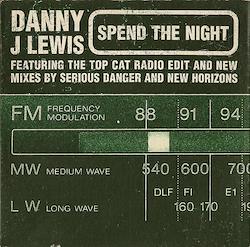 DANNY
J LEWIS
SPEND THE NIGHT
FEATURING THE TOP CAT RADIO EDIT AND NEW
MIXES BY SERIOUS DANGER AND NEW HORIZONS
FM FREQUENCY MODULATION 88 91 94
MW MEDIUM WAVE 540 600 700
DLF FI E1
LW LONG WAVE 160 170